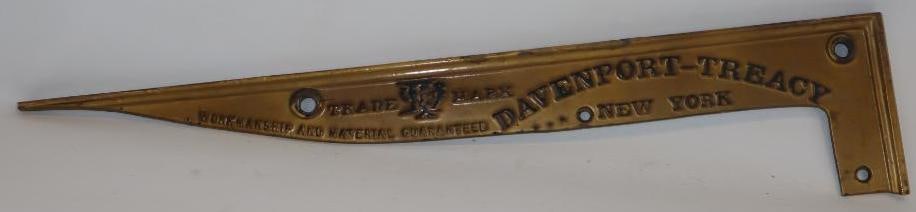 TRADE MARK
DAVENPORT-TREACY
WORKMANSHIP AND MATERIAL GUARANTEED
NEW YORK